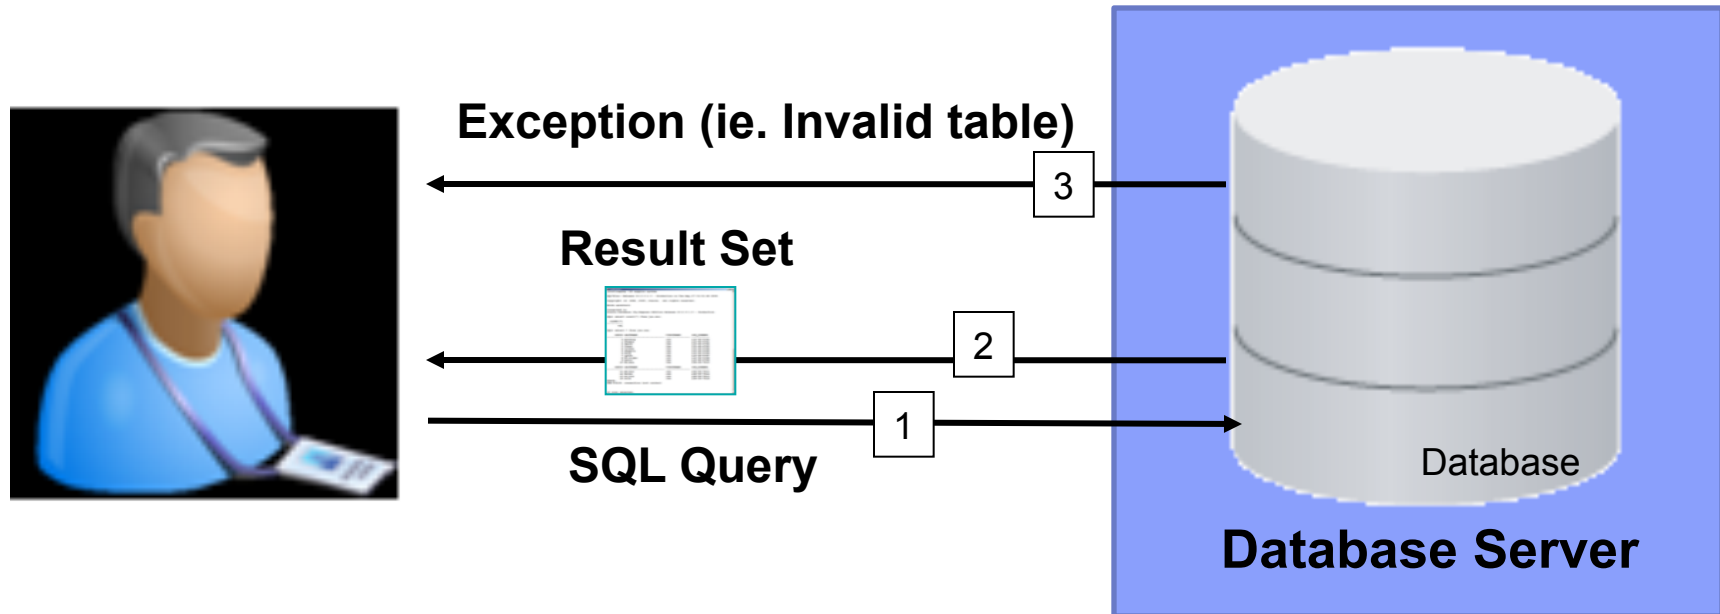 Exception (ie. Invalid table)
3
Result Set
2
1
SQL Query
Database
Database Server